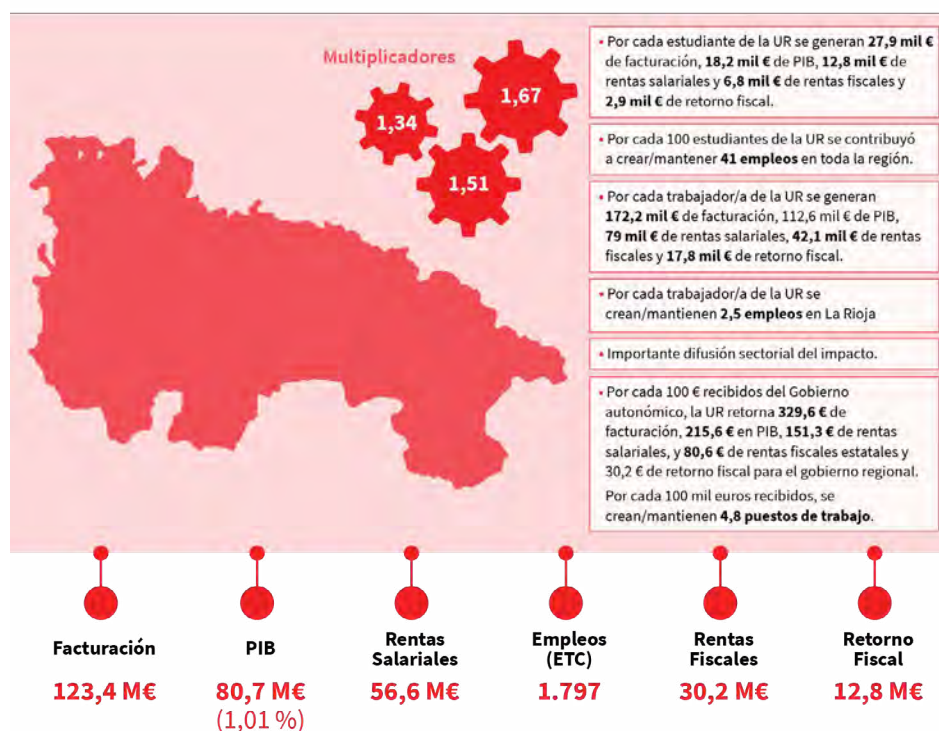 Multiplicadores
1,34
1,67
1,51
• Por cada estudiante de la UR se generan 27,9 mil €
de facturación, 18,2 mil € de PIB, 12,8 mil € de
rentas salariales y 6,8 mil € de rentas fiscales y
2,9 mil € de retorno fiscal.
• Por cada 100 estudiantes de la UR se contribuyó
a crear/mantener 41 empleos en toda la región.
• Por cada trabajador/a de la UR se generan
172,2 mil € de facturación, 112,6 mil € de PIB,
79 mil € de rentas salariales, 42,1 mil € de rentas
fiscales y 17,8 mil € de retorno fiscal.
• Por cada trabajador/a de la UR se
crean/mantienen 2,5 empleos en La Rioja
• Importante difusión sectorial del impacto.
• Por cada 100 € recibidos del Gobierno
autonómico, la UR retorna 329,6 € de
facturación, 215,6 € en PIB, 151,3 € de rentas
salariales, y 80,6 € de rentas fiscales estatales y
30,2 € de retorno fiscal para el gobierno regional.
Por cada 100 mil euros recibidos, se
crean/mantienen 4,8 puestos de trabajo.
Facturación
123,4 M€
PIB
80,7 M€
(1,01 %)
Rentas
Salariales
56,6 M€
Empleos
(ETC)
1.797
Rentas
Fiscales
30,2 M€
Retorno
Fiscal
12,8 M€